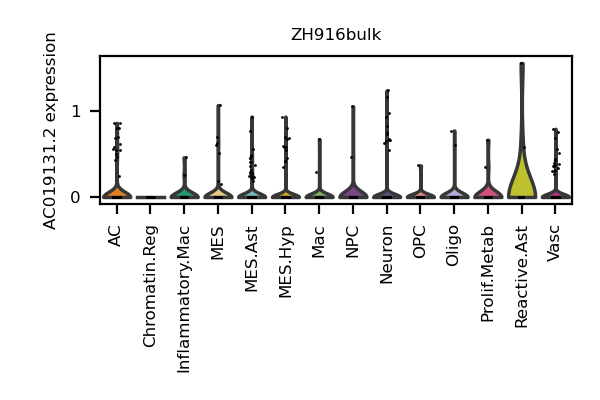 ZH916bulk
AC019131.2 expression
1
0
AC
Chromatin.Reg
Inflammatory.Mac
MES
MES.Ast
MES.Hyp
Mac
NPC
Neuron
OPC
Oligo
Prolif.Metab
Reactive.Ast
Vasc